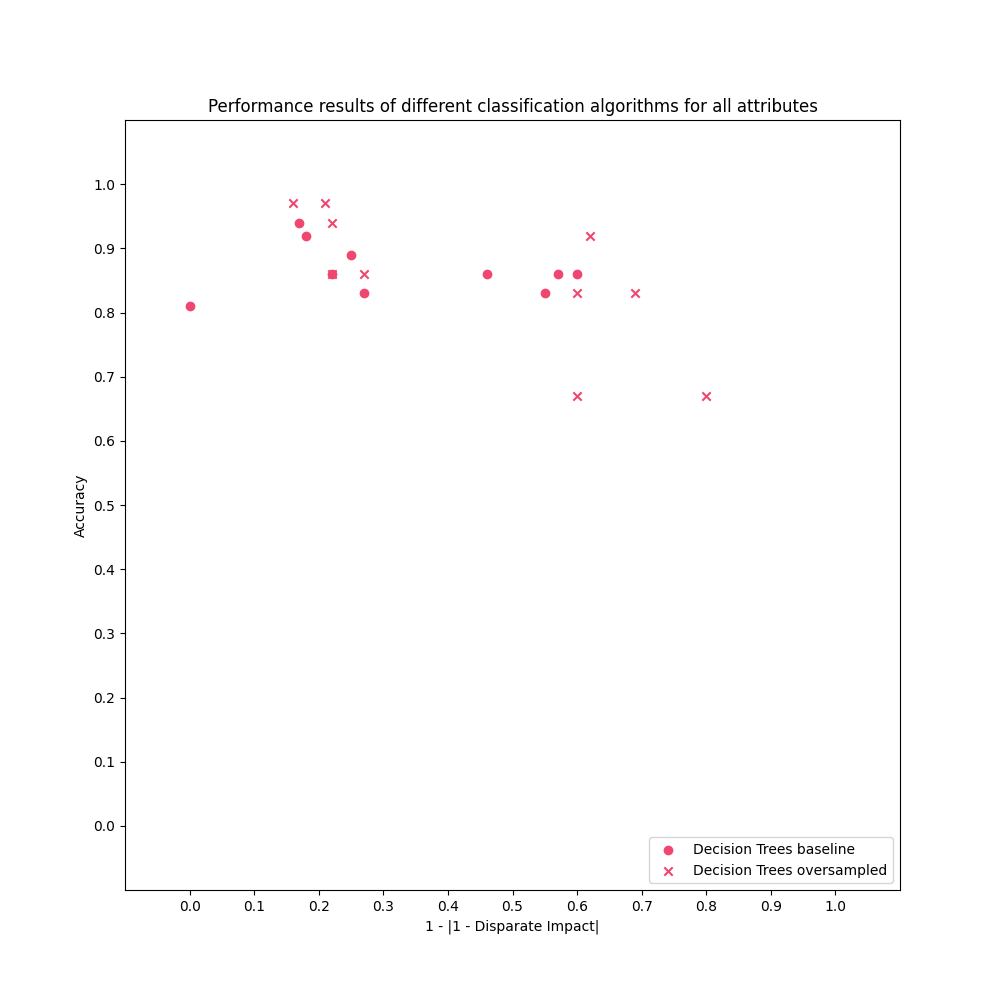 Performance results of different classification algorithms for all attributes
1.0
0.9
0.8
0.7
0.6
0.5
0.4
0.3
0.2
0.1
0.0
Accuracy
Decision Trees baseline
Decision Trees oversampled
0.0 0.1 0.2 0.3 0.4 0.5 0.6 0.7 0.8 0.9 1.0
1 - |1 - Disparate Impact|